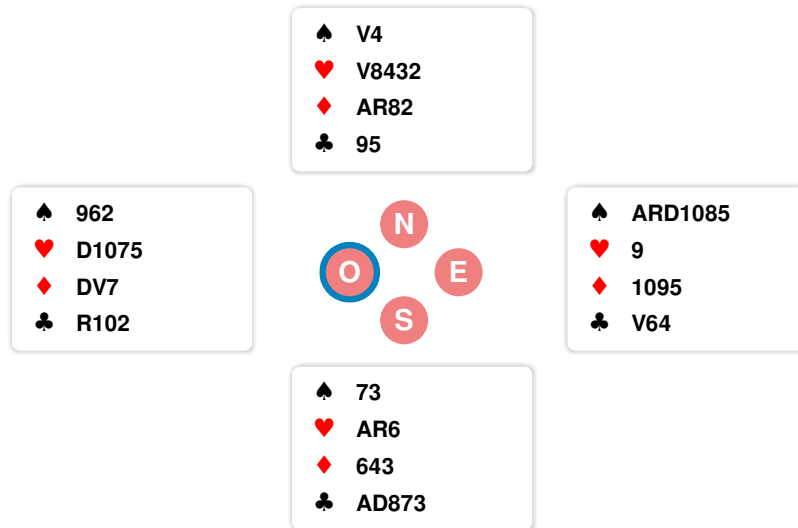 ♠ V4
♥ V8432
♦ AR82
♣ 95
♠ 962
♥ D1075
♦ DV7
♣ R102
N
O
E
S
♠ ARD1085
♥ 9
♦ 1095
♣ V64
♠ 73
♥ AR6
♦ 643
♣ AD873